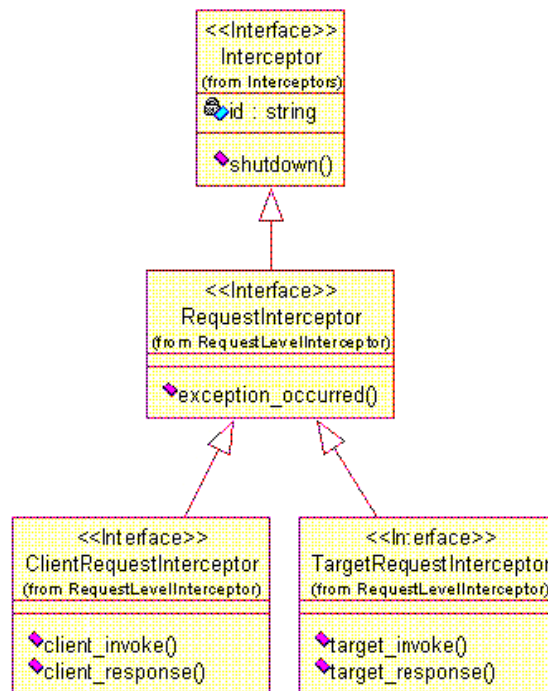 <<Interface>>
Interceptor
(from Interceptors)
id : string
shutdown()
<<Interface>>
RequestInterceptor
(from RequestLevelInterceptor)
exception_occurred()
<<Interface>>
ClientRequestInterceptor
(from RequestLevelInterceptor)
client_invoke()
client_response()
<<In:erface>>
TargetRequestInterceptor
(from RequestLevelInterceptor)
target_invoke()
target_response()